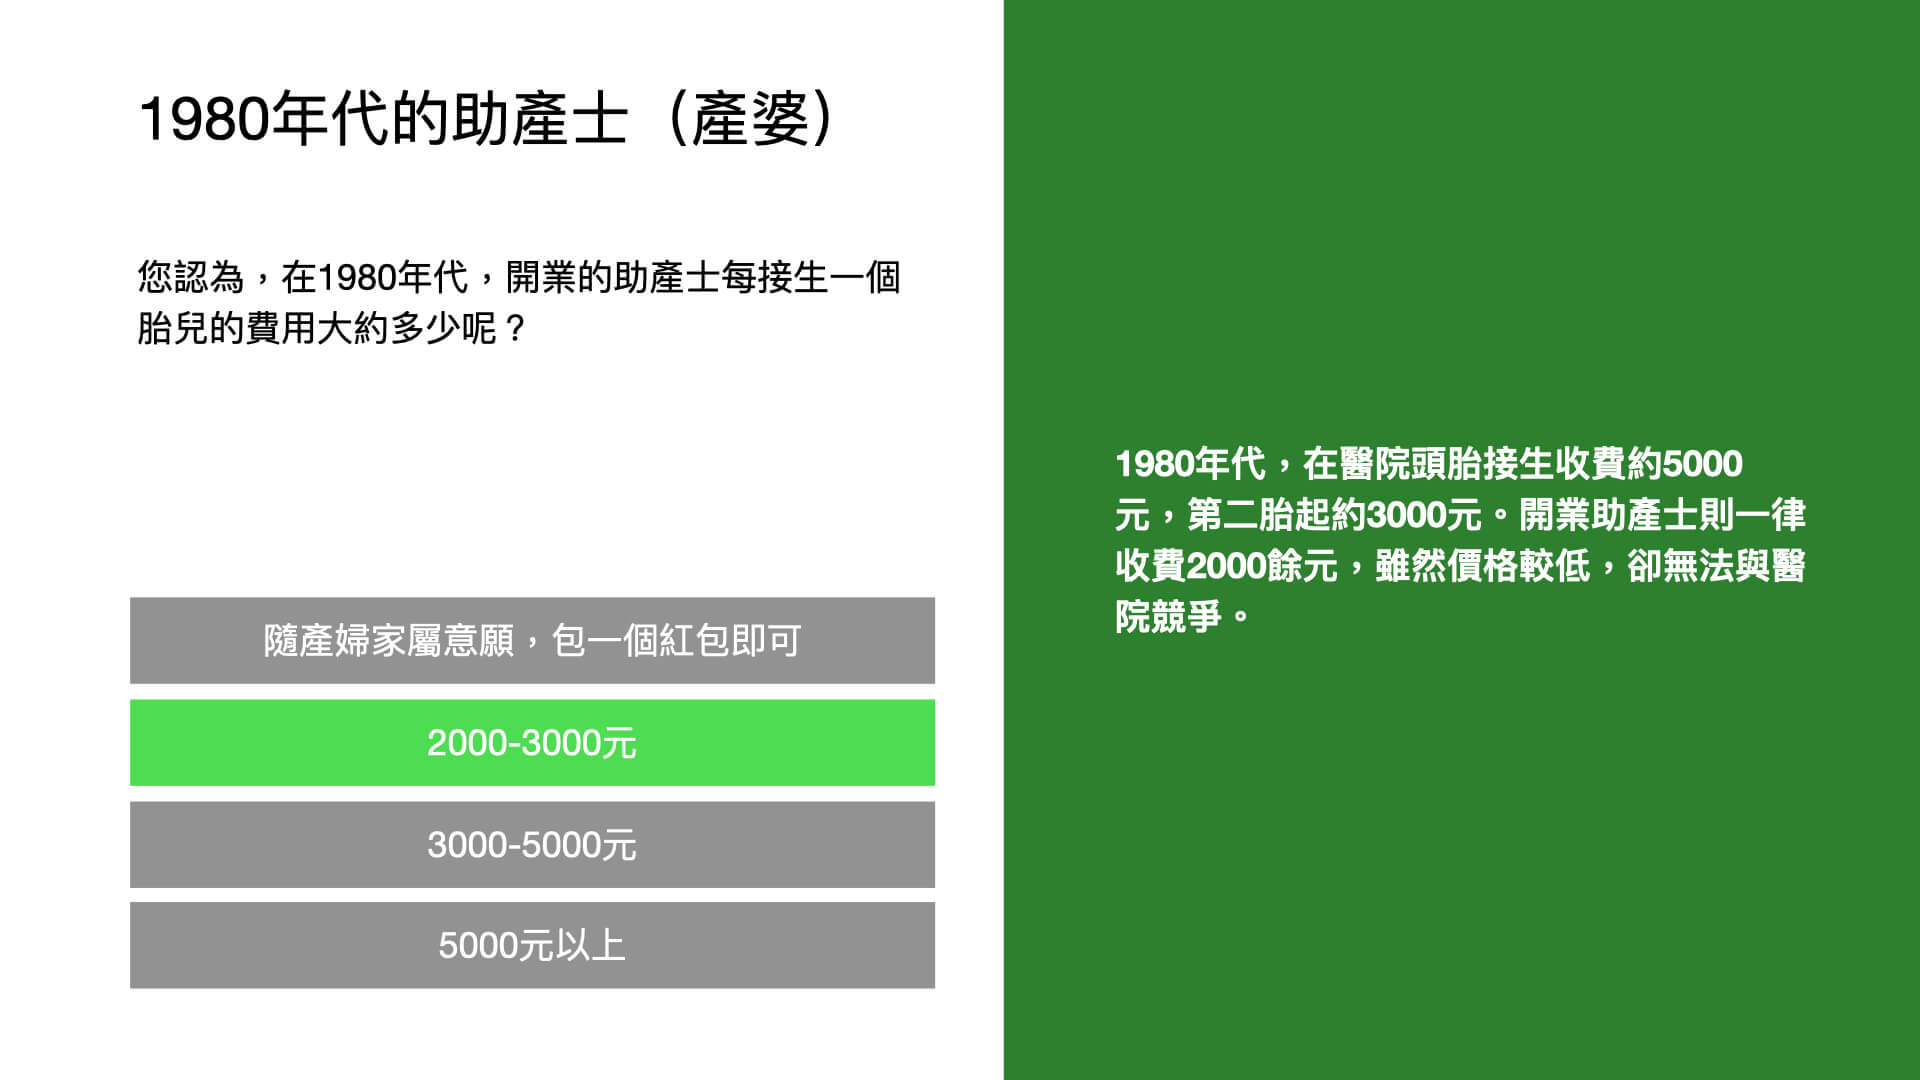 1980年代的助產士（產婆）
您認為，在1980年代，開業的助產士每接生一個
胎兒的費用大約多少呢？
隨產婦家屬意願，包一個紅包即可
2000-3000元
3000-5000元
5000元以上
1980年代，在醫院頭胎接生收費約5000
元，第二胎起約3000元。開業助產士則一律
收費2000餘元，雖然價格較低，卻無法與醫
院競爭。